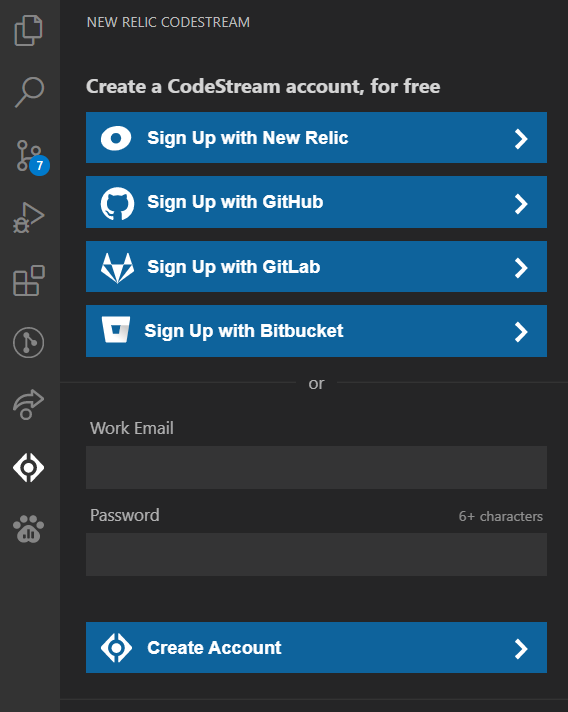 NEW RELIC CODESTREAM
Create a CodeStream account, for free
Sign Up with New Relic
Sign Up with GitHub
7
Sign Up with GitLab
Sign Up with Bitbucket
or
Work Email
Password 6+ characters
Create Account